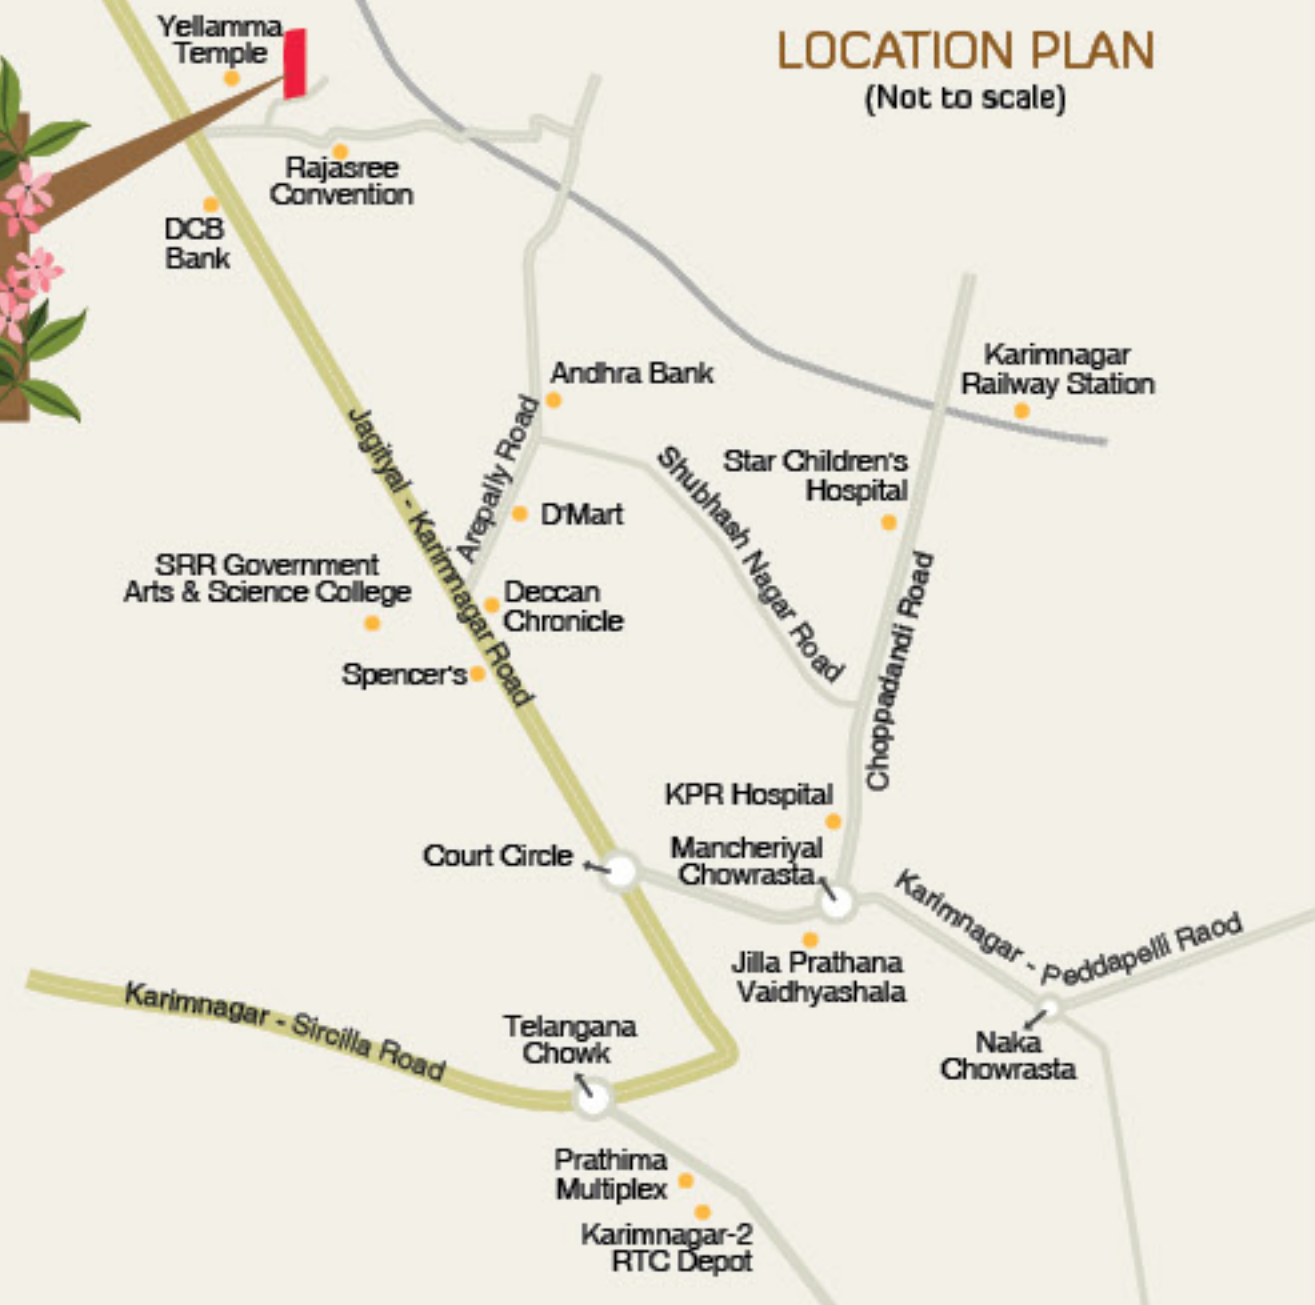 LOCATION PLAN
(Not to scale)
Yellamma
Temple
Rajasree
Convention
DCB
Bank
Andhra Bank
Karimnagar
Railway Station
Jagityal - Karimnagar Road
Arepally Road
Shubhash Nagar Road
Star Children's
Hospital
D'Mart
SRR Government
Arts & Science College
Deccan
Chronicle
Choppadandi Road
Spencer's
KPR Hospital
Court Circle
Mancheriyal
Chowrasta
Karimnagar - Peddapelli Raod
Jilla Prathana
Vaidhyashala
Karimnagar - Sircilla Road
Telangana
Chowk
Naka
Chowrasta
Prathima
Multiplex
Karimnagar-2
RTC Depot